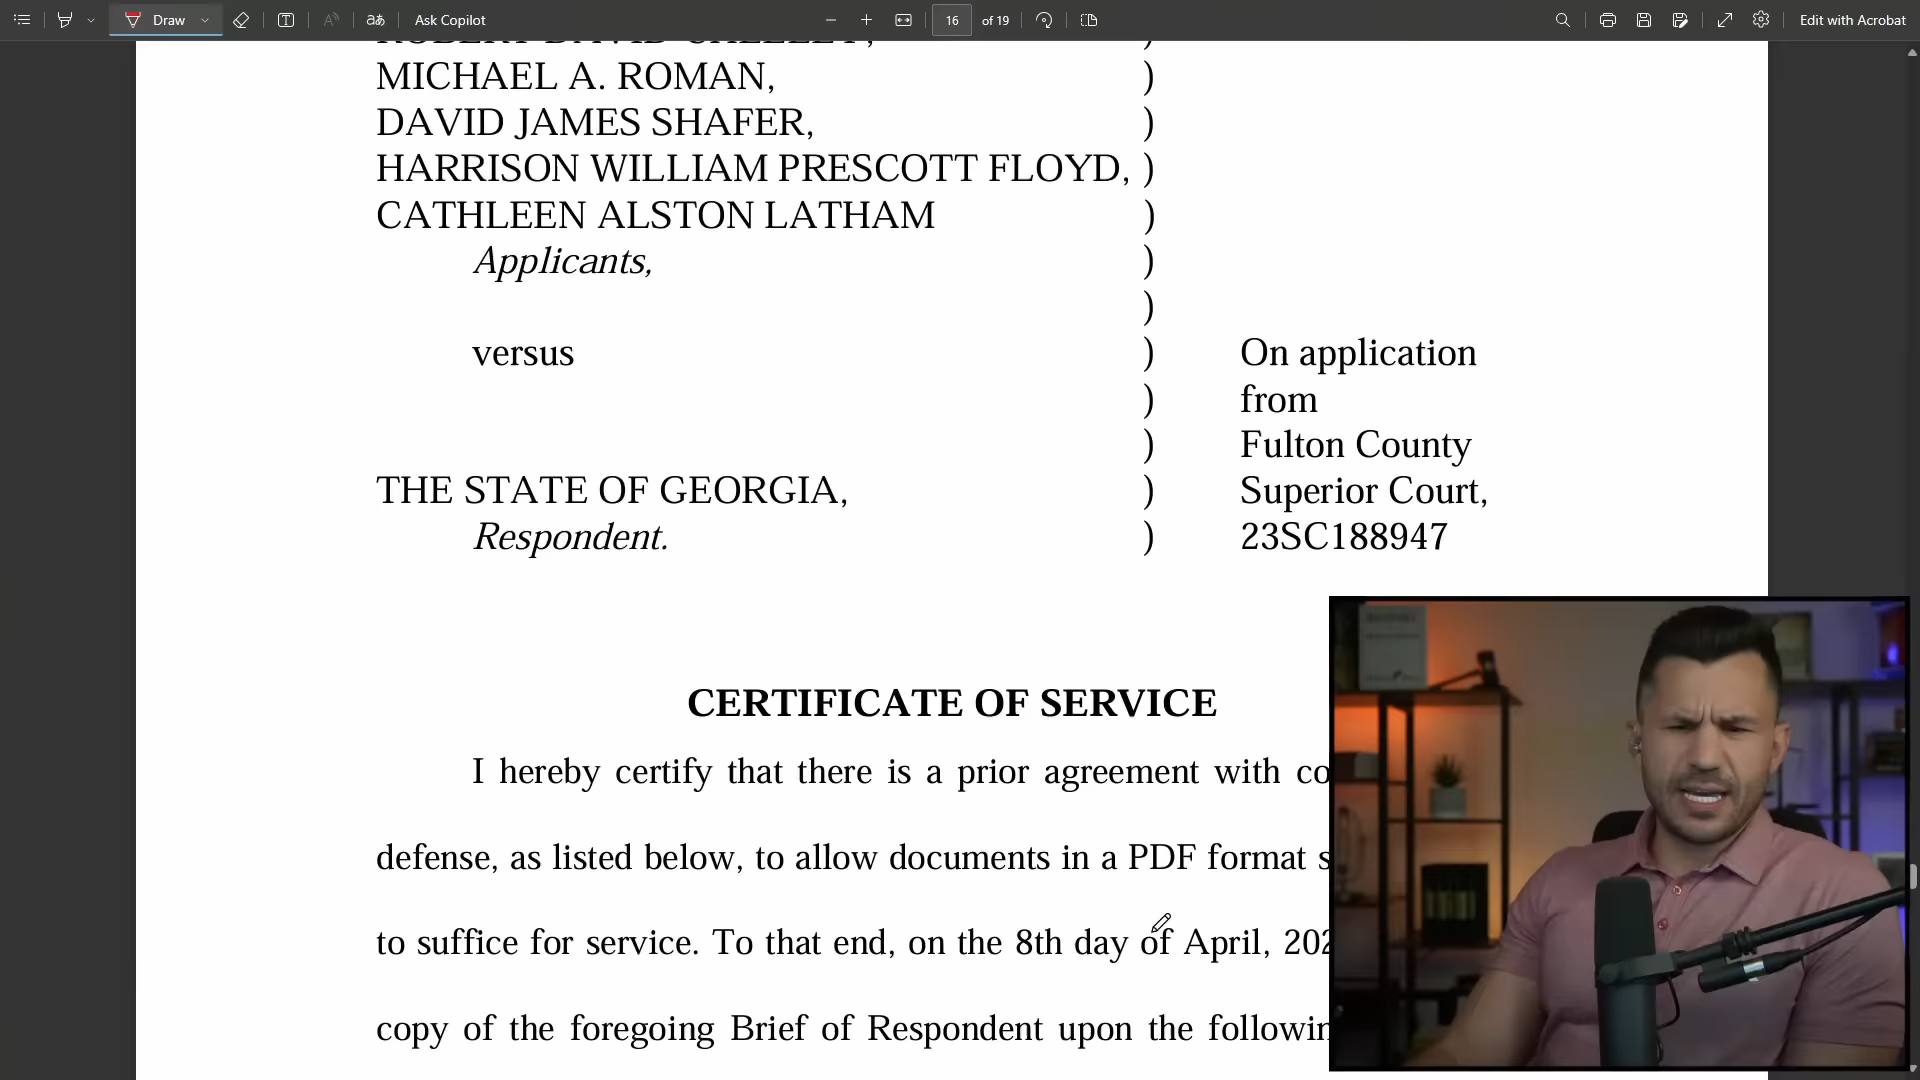 Draw
Ask Copilot
16 of 19
Edit with Acrobat
MICHAEL A. ROMAN, )
DAVID JAMES SHAFER, )
HARRISON WILLIAM PRESCOTT FLOYD, )
CATHLEEN ALSTON LATHAM )
Applicants, )
)
versus ) On application
) from
) Fulton County
THE STATE OF GEORGIA, ) Superior Court,
Respondent. ) 23SC188947
CERTIFICATE OF SERVICE
I hereby certify that there is a prior agreement with co
defense, as listed below, to allow documents in a PDF format s
to suffice for service. To that end, on the 8th day of April, 202
copy of the foregoing Brief of Respondent upon the followin